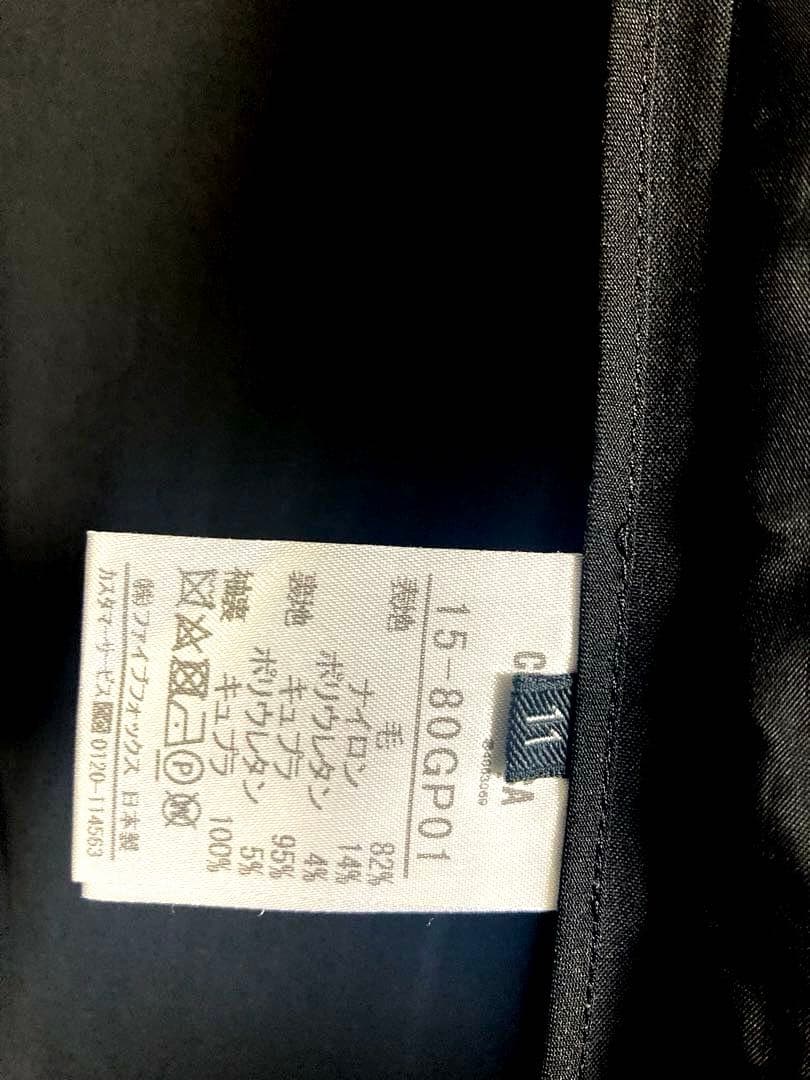 11
15-80GP01
表地 毛 82%
ナイロン 14%
ポリウレタン 4%
裏地 キュプラ 95%
ポリウレタン 5%
袖裏 キュプラ 100%
㈱ファイブフォックス 日本製
カスタマーサービス 0120-114563